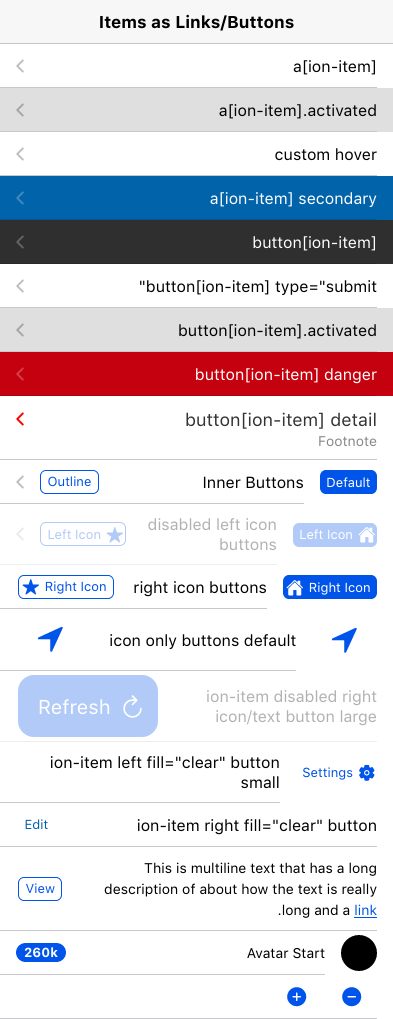 Items as Links/Buttons
a[ion-item]
a[ion-item].activated
custom hover
a[ion-item] secondary
button[ion-item]
"button[ion-item] type="submit
button[ion-item].activated
button[ion-item] danger
button[ion-item] detail
Footnote
Outline Inner Buttons Default
Left Icon disabled left icon buttons Left Icon
Right Icon right icon buttons Right Icon
icon only buttons default
Refresh ion-item disabled right icon/text button large
ion-item left fill="clear" button small Settings
Edit ion-item right fill="clear" button
This is multiline text that has a long
View description of about how the text is really
.long and a link
260k Avatar Start